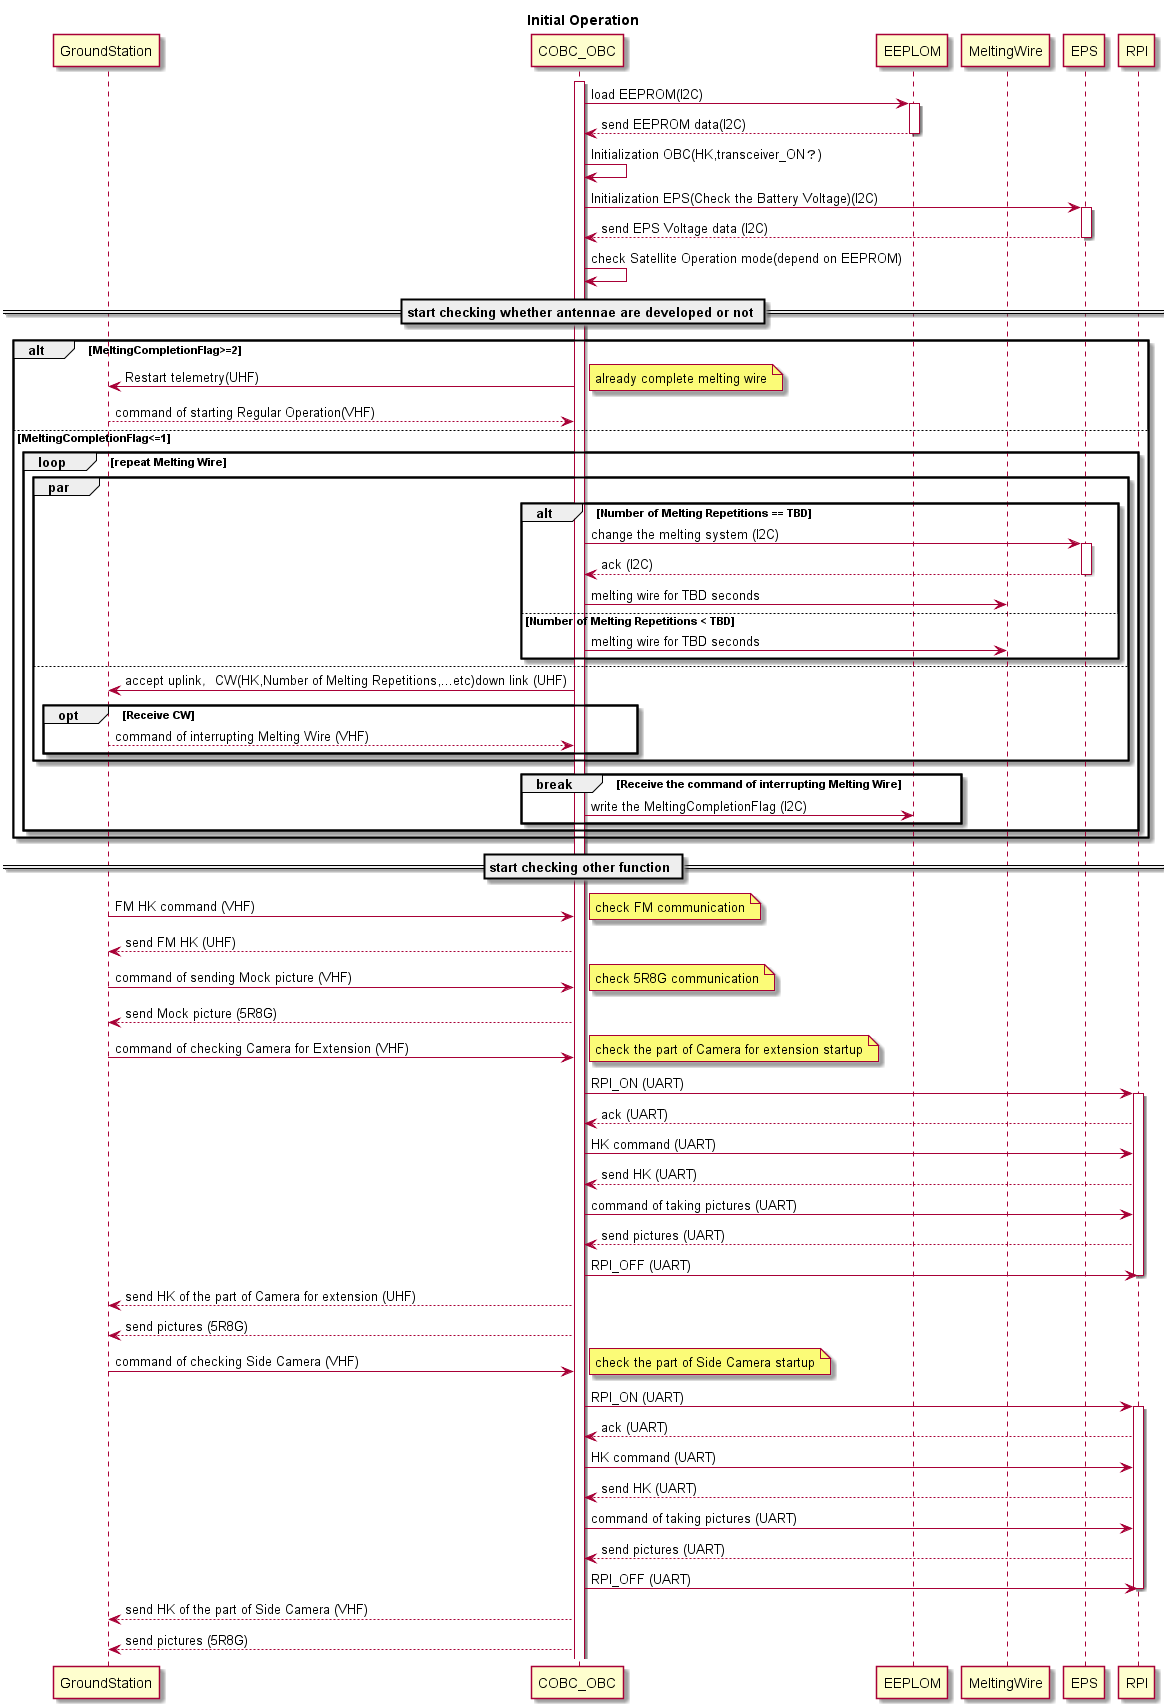 Initial Operation
GroundStation
COBC_OBC
EEPLOM
MeltingWire
EPS
RPI
load EEPROM(I2C)
send EEPROM data(I2C)
Initialization OBC(HK,transceiver_ON？)
Initialization EPS(Check the Battery Voltage)(I2C)
send EPS Voltage data (I2C)
check Satellite Operation mode(depend on EEPROM)
start checking whether antennae are developed or not
alt
[MeltingCompletionFlag>=2]
Restart telemetry(UHF)
already complete melting wire
command of starting Regular Operation(VHF)
[MeltingCompletionFlag<=1]
loop
[repeat Melting Wire]
par
alt
[Number of Melting Repetitions == TBD]
change the melting system (I2C)
ack (I2C)
melting wire for TBD seconds
[Number of Melting Repetitions < TBD]
melting wire for TBD seconds
accept uplink,  CW(HK,Number of Melting Repetitions,...etc)down link (UHF)
opt
[Receive CW]
command of interrupting Melting Wire (VHF)
break
[Receive the command of interrupting Melting Wire]
write the MeltingCompletionFlag (I2C)
start checking other function
FM HK command (VHF)
check FM communication
send FM HK (UHF)
command of sending Mock picture (VHF)
check 5R8G communication
send Mock picture (5R8G)
command of checking Camera for Extension (VHF)
check the part of Camera for extension startup
RPI_ON (UART)
ack (UART)
HK command (UART)
send HK (UART)
command of taking pictures (UART)
send pictures (UART)
RPI_OFF (UART)
send HK of the part of Camera for extension (UHF)
send pictures (5R8G)
command of checking Side Camera (VHF)
check the part of Side Camera startup
RPI_ON (UART)
ack (UART)
HK command (UART)
send HK (UART)
command of taking pictures (UART)
send pictures (UART)
RPI_OFF (UART)
send HK of the part of Side Camera (VHF)
send pictures (5R8G)
GroundStation
COBC_OBC
EEPLOM
MeltingWire
EPS
RPI